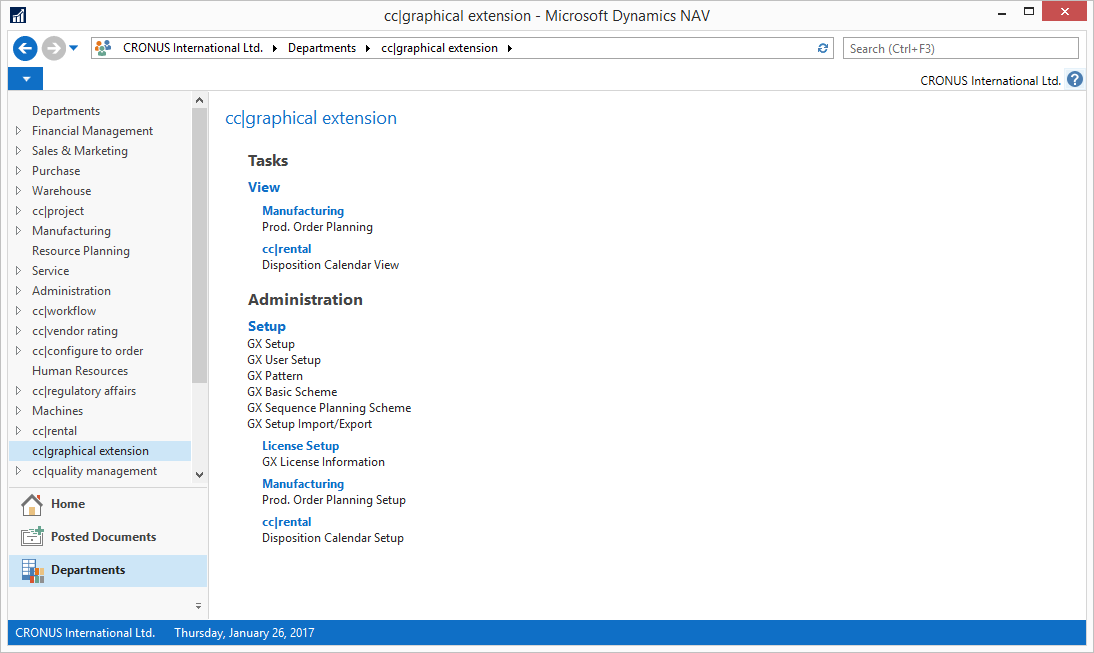 cc|graphical extension - Microsoft Dynamics NAV
CRONUS International Ltd. Departments cc|graphical extension
Search (Ctrl+F3)
CRONUS International Ltd. ?
Departments
Financial Management
Sales & Marketing
Purchase
Warehouse
cc|project
Manufacturing
Resource Planning
Service
Administration
cc|workflow
cc|vendor rating
cc|configure to order
Human Resources
cc|regulatory affairs
Machines
cc|rental
cc|graphical extension
cc|quality management
Home
Posted Documents
Departments
cc|graphical extension
Tasks
View
Manufacturing
Prod. Order Planning
cc|rental
Disposition Calendar View
Administration
Setup
GX Setup
GX User Setup
GX Pattern
GX Basic Scheme
GX Sequence Planning Scheme
GX Setup Import/Export
License Setup
GX License Information
Manufacturing
Prod. Order Planning Setup
cc|rental
Disposition Calendar Setup
CRONUS International Ltd. Thursday, January 26, 2017